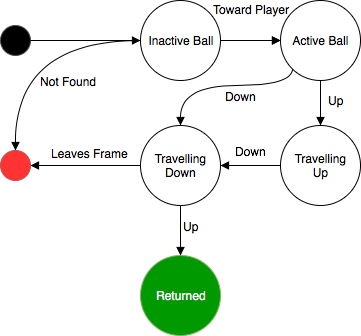 Toward Player
Inactive Ball
Active Ball
Not Found
Down
Up
Leaves Frame
Travelling
Down
Down
Travelling
Up
Up
Returned